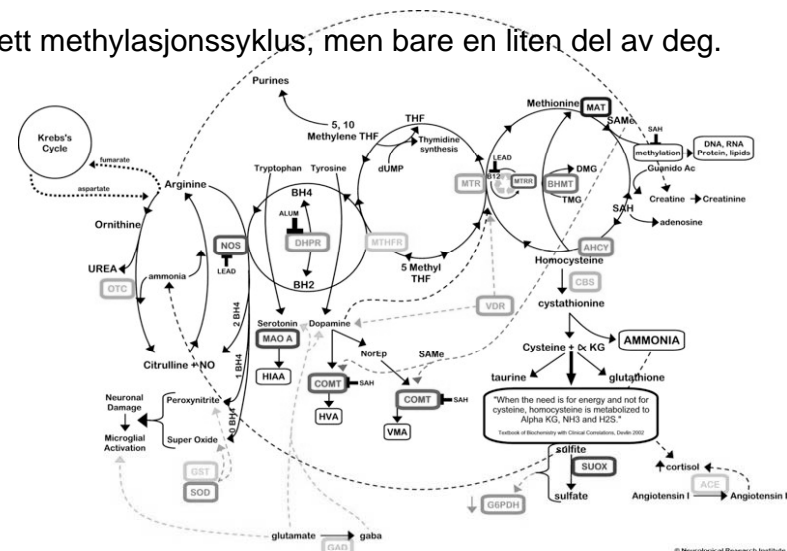 ett methylasjonssyklus, men bare en liten del av deg.
Purines
5, 10
Methylene THF
THF
Thymidine
synthesis
dUMP
Methionine
MAT
SAMe
SAH
methylation
DNA, RNA
Protein, lipids
Guanido Ac
Creatine
Creatinine
SAH
adenosine
Krebs's
Cycle
fumarate
aspartate
Arginine
Tryptophan
Tyrosine
LEAD
B12
MTR
MTRR
BHMT
DMG
TMG
Ornithine
BH4
ALUM
DHPR
MTHFR
NOS
LEAD
BH2
5 Methyl
THF
AHCY
Homocysteine
CBS
cystathionine
UREA
OTC
ammonia
VDR
2 BH4
1 BH4
0 BH4
Citrulline + NO
Serotonin
Dopamine
MAO A
HIAA
NorEp
SAMe
COMT
SAH
HVA
COMT
SAH
VMA
AMMONIA
Cysteine + ∝ KG
taurine
glutathione
"When the need is for energy and not for
cysteine, homocysteine is metabolized to
Alpha KG, NH3 and H2S."
Textbook of Biochemistry with Clinical Correlations, Devlin 2002
Neuronal
Damage
Microglial
Activation
Peroxynitrite
Super Oxide
GST
SOD
sulfite
SUOX
sulfate
G6PDH
cortisol
ACE
Angiotensin I
Angiotensin I
glutamate
gaba
GAD
© Neurological Research Institute